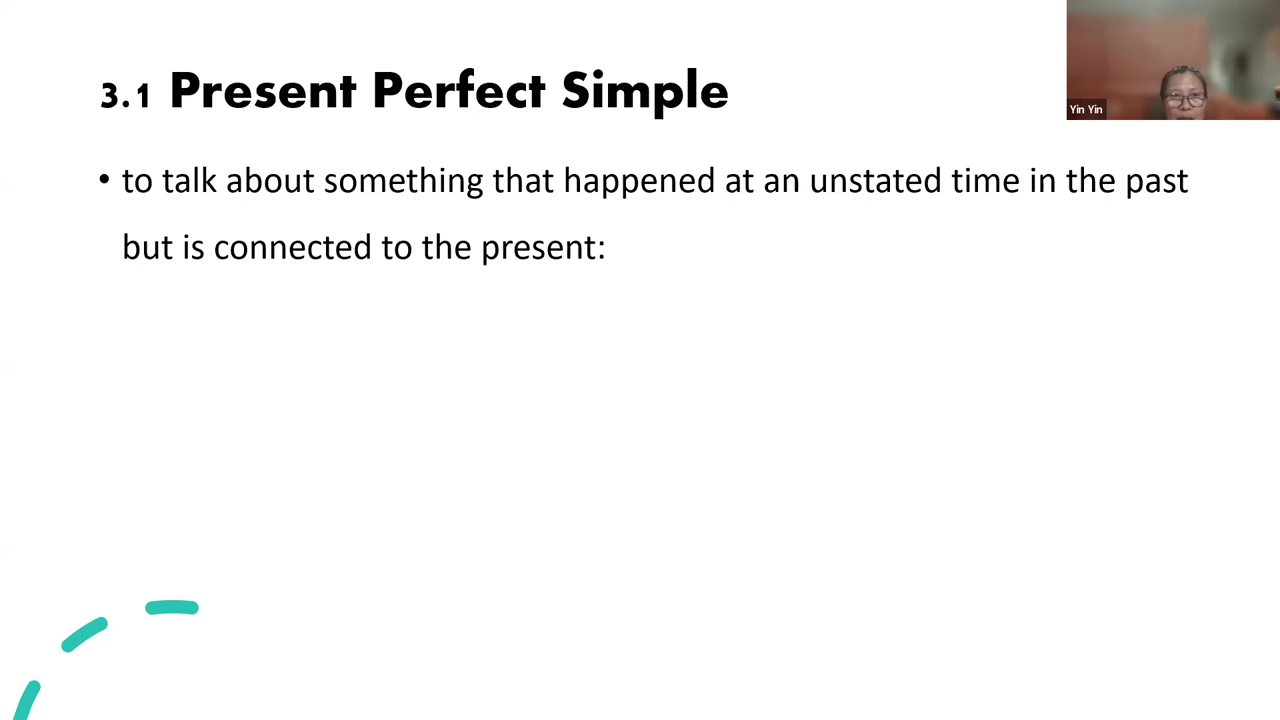 3.1 Present Perfect Simple
• to talk about something that happened at an unstated time in the past
but is connected to the present:
Yin Yin